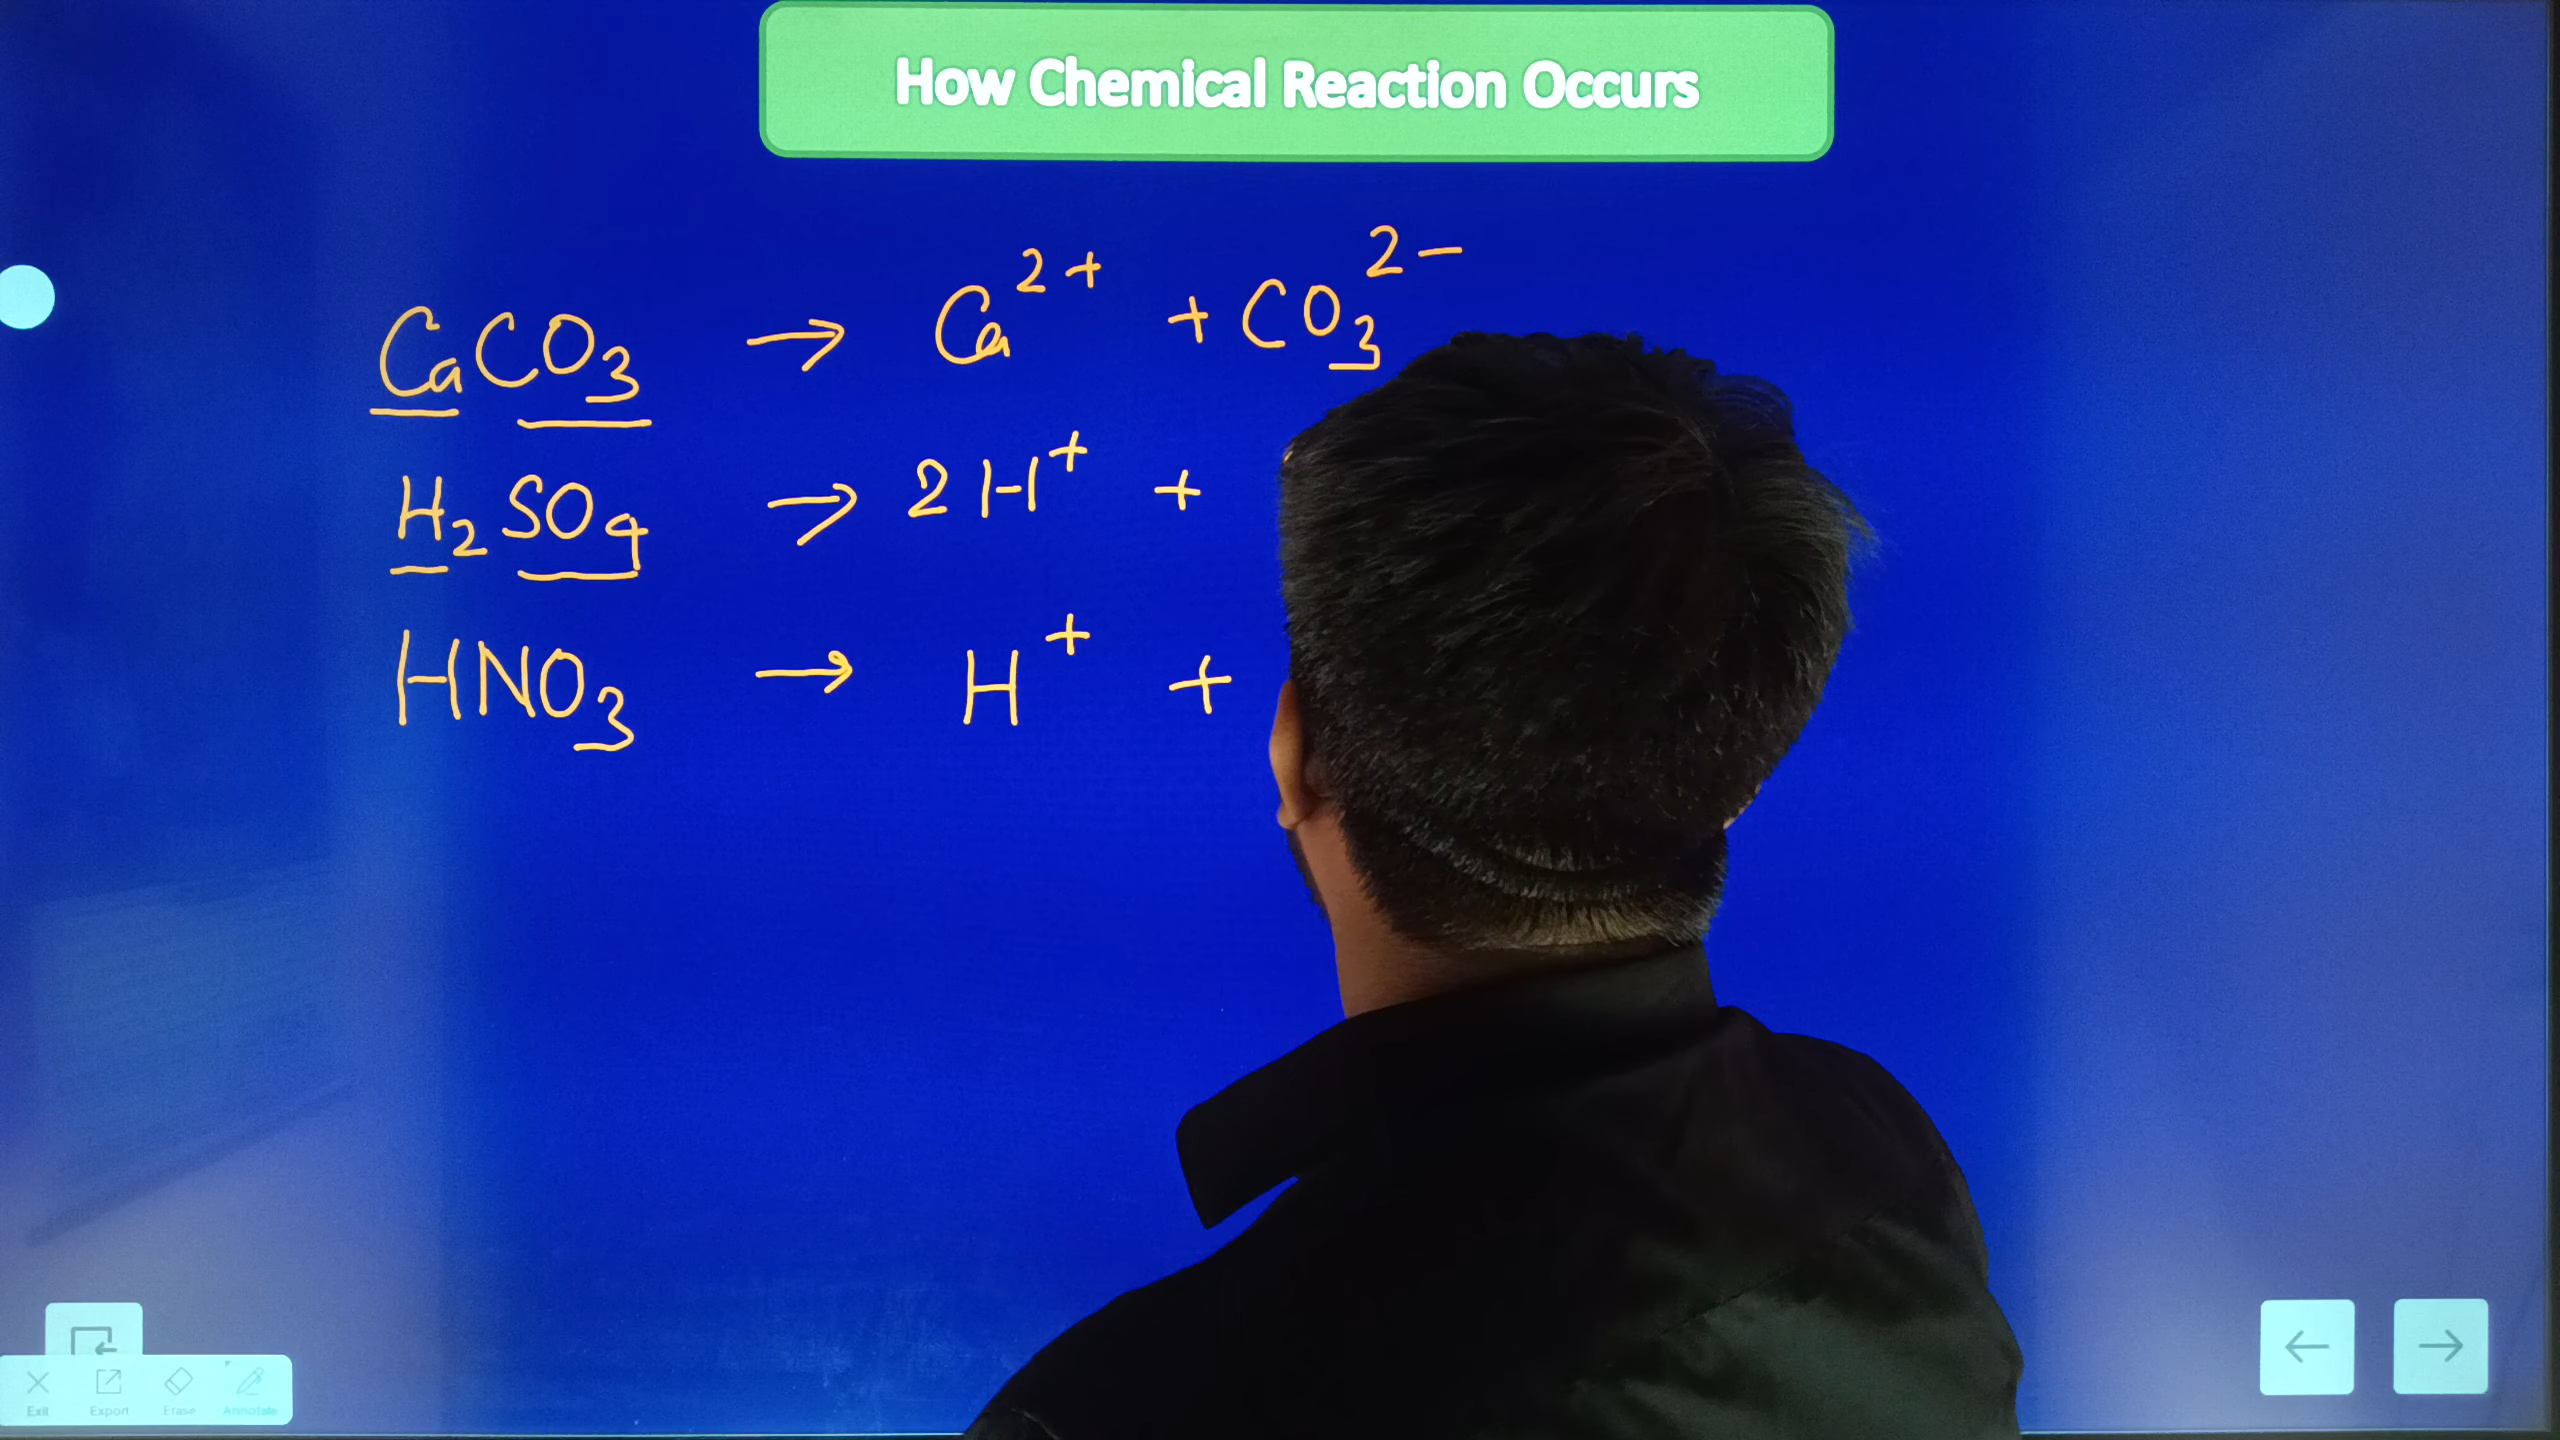 How Chemical Reaction Occurs
CaCO₃ → Ca²⁺ + CO₃²⁻
H₂SO₄ → 2H⁺ +
HNO₃ → H⁺ +
Exit Export Erase Annotate